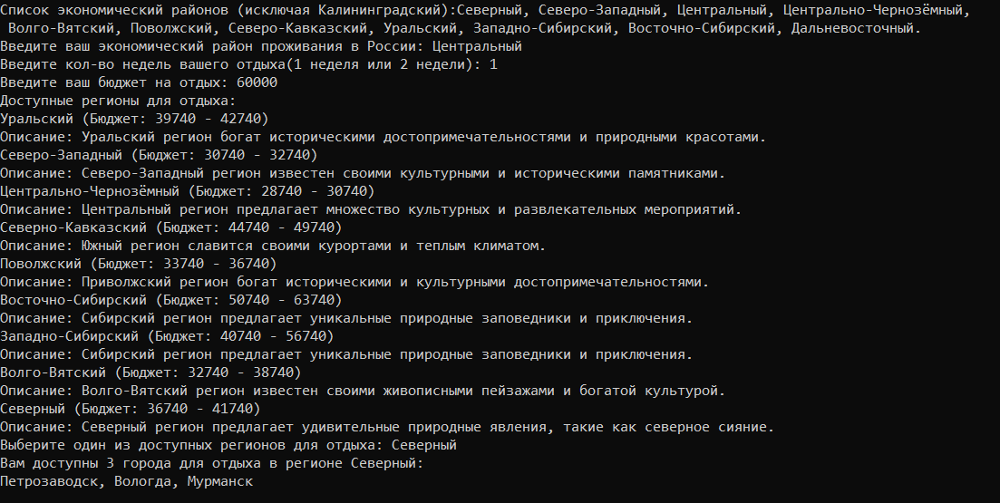 Список экономический районов (исключая Калининградский):Северный, Северо-Западный, Центральный, Центрально-Чернозёмный,
Волго-Вятский, Поволжский, Северо-Кавказский, Уральский, Западно-Сибирский, Восточно-Сибирский, Дальневосточный.
Введите ваш экономический район проживания в России: Центральный
Введите кол-во недель вашего отдыха(1 неделя или 2 недели): 1
Введите ваш бюджет на отдых: 60000
Доступные регионы для отдыха:
Уральский (Бюджет: 39740 - 42740)
Описание: Уральский регион богат историческими достопримечательностями и природными красотами.
Северо-Западный (Бюджет: 30740 - 32740)
Описание: Северо-Западный регион известен своими культурными и историческими памятниками.
Центрально-Чернозёмный (Бюджет: 28740 - 30740)
Описание: Центральный регион предлагает множество культурных и развлекательных мероприятий.
Северно-Кавказский (Бюджет: 44740 - 49740)
Описание: Южный регион славится своими курортами и теплым климатом.
Поволжский (Бюджет: 33740 - 36740)
Описание: Приволжский регион богат историческими и культурными достопримечательностями.
Восточно-Сибирский (Бюджет: 50740 - 63740)
Описание: Сибирский регион предлагает уникальные природные заповедники и приключения.
Западно-Сибирский (Бюджет: 40740 - 56740)
Описание: Сибирский регион предлагает уникальные природные заповедники и приключения.
Волго-Вятский (Бюджет: 32740 - 38740)
Описание: Волго-Вятский регион известен своими живописными пейзажами и богатой культурой.
Северный (Бюджет: 36740 - 41740)
Описание: Северный регион предлагает удивительные природные явления, такие как северное сияние.
Выберите один из доступных регионов для отдыха: Северный
Вам доступны 3 города для отдыха в регионе Северный:
Петрозаводск, Вологда, Мурманск